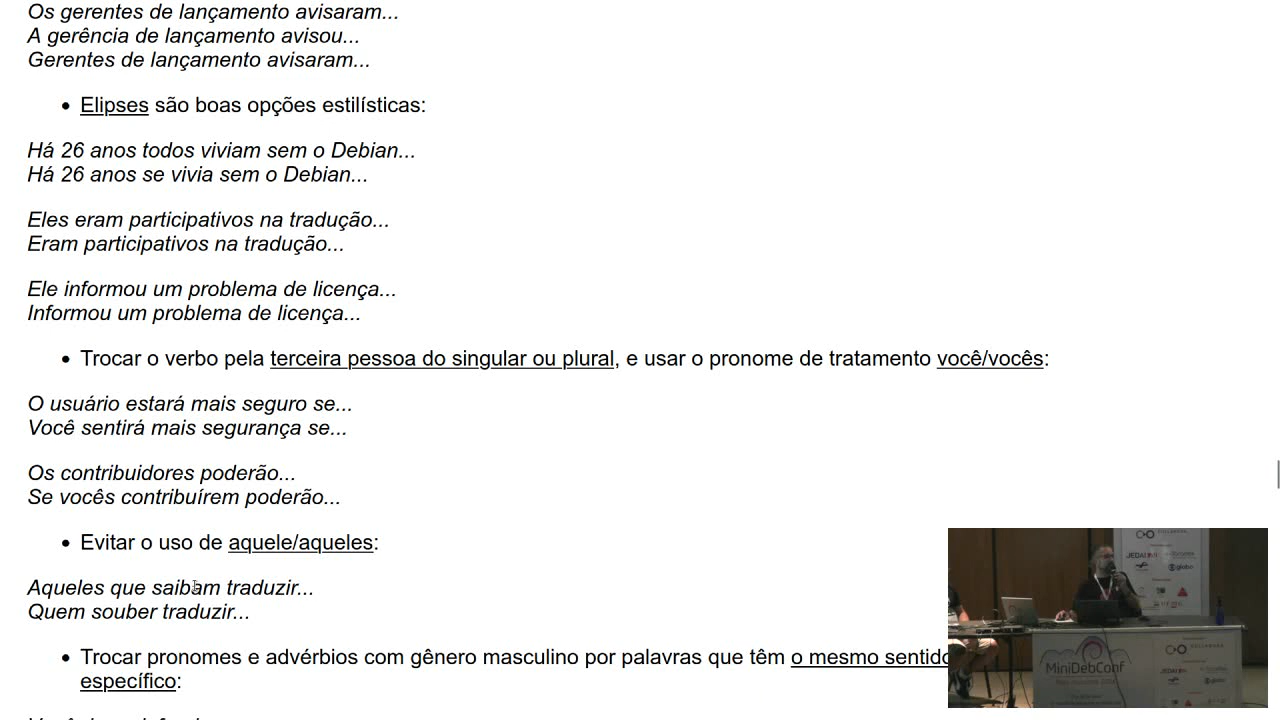 Os gerentes de lançamento avisaram...
A gerência de lançamento avisou...
Gerentes de lançamento avisaram...
• Elipses são boas opções estilísticas:
Há 26 anos todos viviam sem o Debian...
Há 26 anos se vivia sem o Debian...
Eles eram participativos na tradução...
Eram participativos na tradução...
Ele informou um problema de licença...
Informou um problema de licença...
• Trocar o verbo pela terceira pessoa do singular ou plural, e usar o pronome de tratamento você/vocês:
O usuário estará mais seguro se...
Você sentirá mais segurança se...
Os contribuidores poderão...
Se vocês contribuírem poderão...
• Evitar o uso de aquele/aqueles:
Aqueles que saibam traduzir...
Quem souber traduzir...
• Trocar pronomes e advérbios com gênero masculino por palavras que têm o mesmo sentido
específico:
MiniDebConf
globo